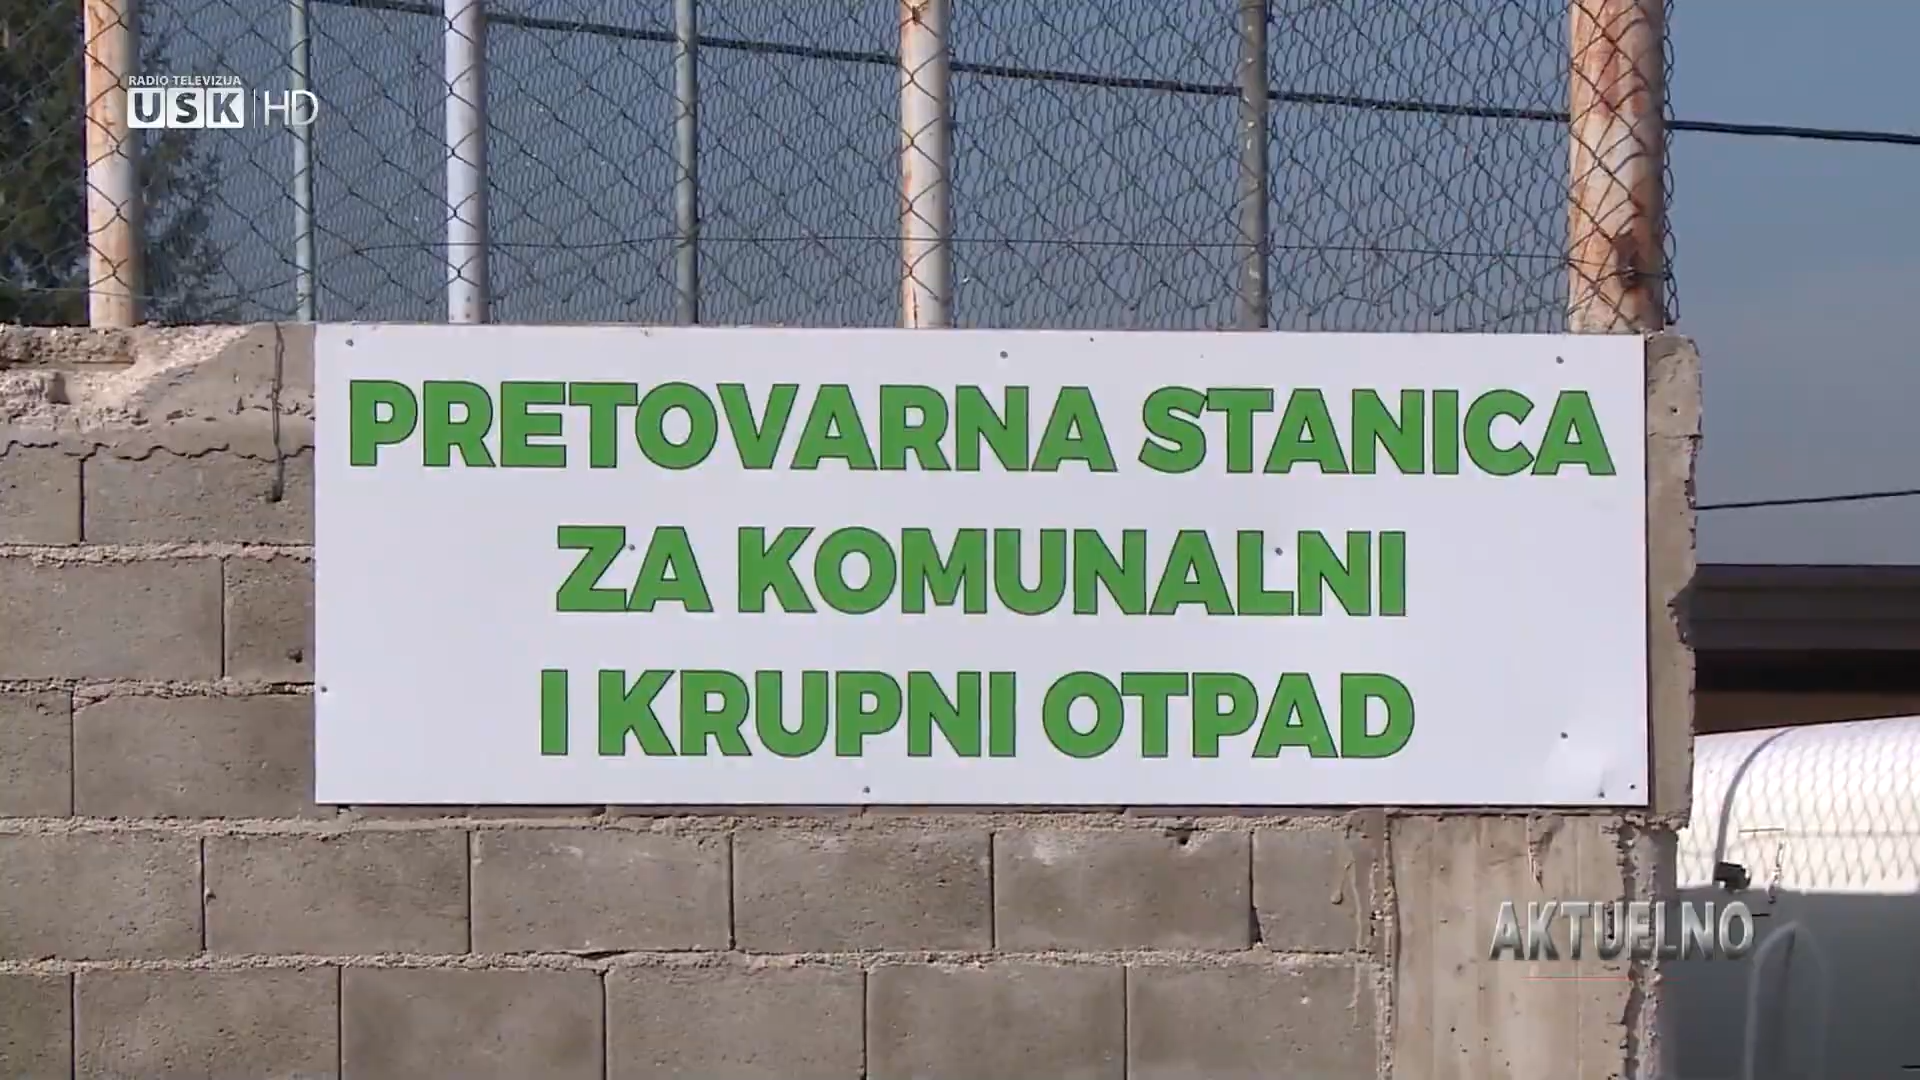 RADIO TELEVIZIJA
USK HD
PRETOVARNA STANICA
ZA KOMUNALNI
I KRUPNI OTPAD
AKTUELNO